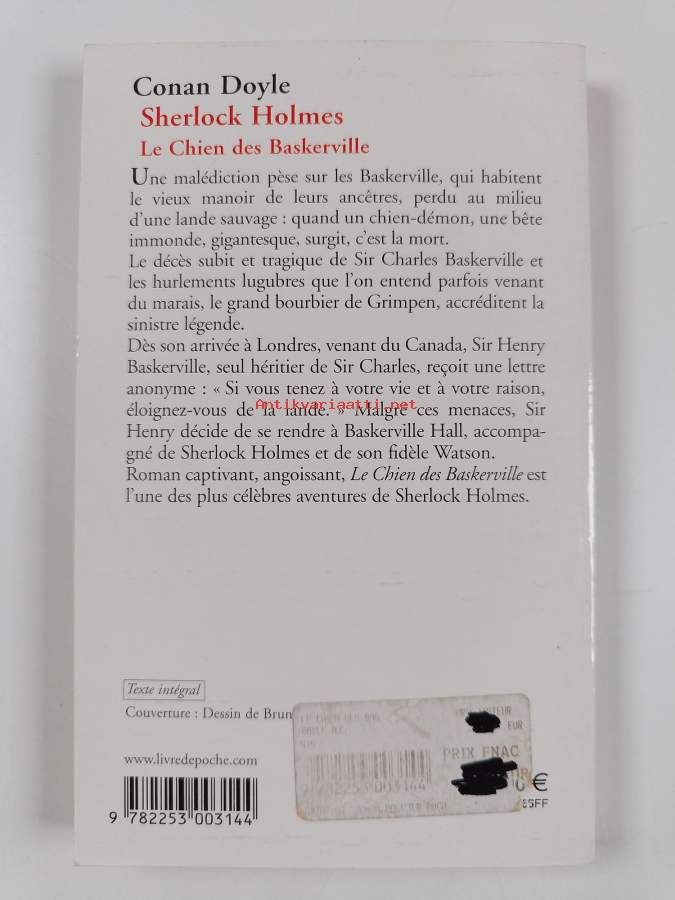 Conan Doyle
Sherlock Holmes
Le Chien des Baskerville
Une malédiction pèse sur les Baskerville, qui habitent
le vieux manoir de leurs ancêtres, perdu au milieu
d'une lande sauvage : quand un chien-démon, une bête
immonde, gigantesque, surgit, c'est la mort.
Le décès subit et tragique de Sir Charles Baskerville et
les hurlements lugubres que l'on entend parfois venant
du marais, le grand bourbier de Grimpen, accréditent la
sinistre légende.
Dès son arrivée à Londres, venant du Canada, Sir Henry
Baskerville, seul héritier de Sir Charles, reçoit une lettre
anonyme : « Si vous tenez à votre vie et à votre raison,
éloignez-vous de la lande. » Malgré ces menaces, Sir
Antikvariaatti.net
Henry décide de se rendre à Baskerville Hall, accompa-
gné de Sherlock Holmes et de son fidèle Watson.
Roman captivant, angoissant, Le Chien des Baskerville est
l'une des plus célèbres aventures de Sherlock Holmes.
Texte intégral
Couverture : Dessin de Brun
LE CHIEN DES BAS
EUR
PRIX FNAC
www.livredepoche.com
€
9 782253 003144